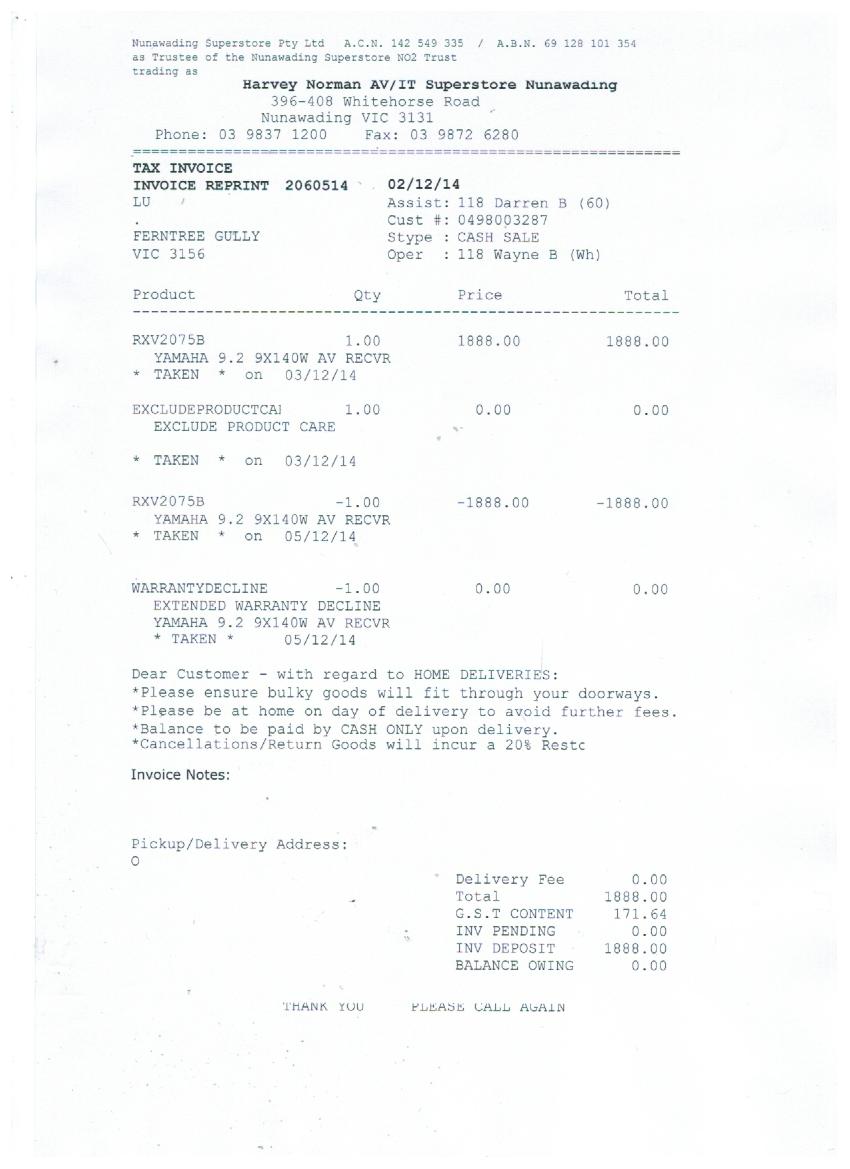 Nunawading Superstore Pty Ltd A.C.N. 142 549 335 / A.B.N. 69 128 101 354
as Trustee of the Nunawading Superstore NO2 Trust
trading as
Harvey Norman AV/IT Superstore Nunawading
396-408 Whitehorse Road
Nunawading VIC 3131
Phone: 03 9837 1200 Fax: 03 9872 6280
TAX INVOICE
INVOICE REPRINT 2060514 02/12/14
LU Assist: 118 Darren B (60)
. Cust #: 0498003287
FERNTREE GULLY Stype : CASH SALE
VIC 3156 Oper : 118 Wayne B (Wh)
Product Qty Price Total
RXV2075B 1.00 1888.00 1888.00
YAMAHA 9.2 9X140W AV RECVR
* TAKEN * on 03/12/14
EXCLUDEPRODUCTCAI 1.00 0.00 0.00
EXCLUDE PRODUCT CARE
* TAKEN * on 03/12/14
RXV2075B -1.00 -1888.00 -1888.00
YAMAHA 9.2 9X140W AV RECVR
* TAKEN * on 05/12/14
WARRANTYDECLINE -1.00 0.00 0.00
EXTENDED WARRANTY DECLINE
YAMAHA 9.2 9X140W AV RECVR
* TAKEN * 05/12/14
Dear Customer - with regard to HOME DELIVERIES:
*Please ensure bulky goods will fit through your doorways.
*Please be at home on day of delivery to avoid further fees.
*Balance to be paid by CASH ONLY upon delivery.
*Cancellations/Return Goods will incur a 20% Restc
Invoice Notes:
Pickup/Delivery Address:
O
Delivery Fee 0.00
Total 1888.00
G.S.T CONTENT 171.64
INV PENDING 0.00
INV DEPOSIT 1888.00
BALANCE OWING 0.00
THANK YOU PLEASE CALL AGAIN